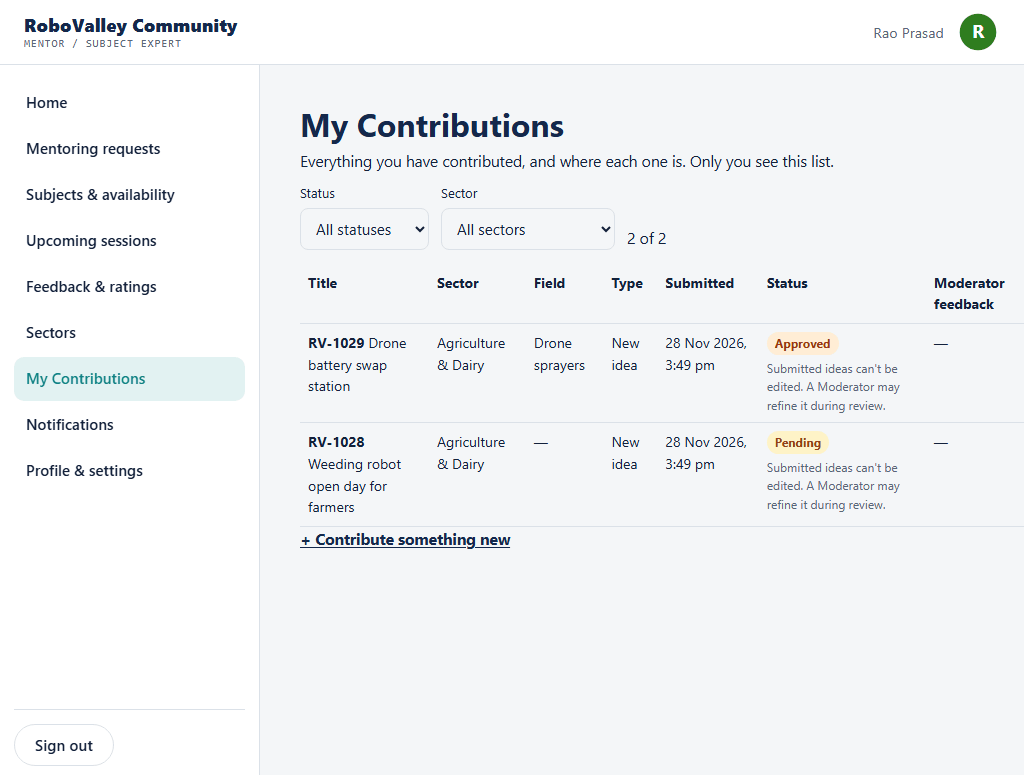 RoboValley Community
MENTOR / SUBJECT EXPERT
Rao Prasad
R
Home
Mentoring requests
Subjects & availability
Upcoming sessions
Feedback & ratings
Sectors
My Contributions
Notifications
Profile & settings
Sign out
My Contributions
Everything you have contributed, and where each one is. Only you see this list.
Status
Sector
All statuses
All sectors
2 of 2
Title Sector Field Type Submitted Status Moderator
feedback
RV-1029 Drone
battery swap
station
Agriculture
& Dairy
Drone
sprayers
New
idea
28 Nov 2026,
3:49 pm
Approved
Submitted ideas can't be
edited. A Moderator may
refine it during review.
—
RV-1028
Weeding robot
open day for
farmers
Agriculture
& Dairy
—
New
idea
28 Nov 2026,
3:49 pm
Pending
Submitted ideas can't be
edited. A Moderator may
refine it during review.
—
+ Contribute something new